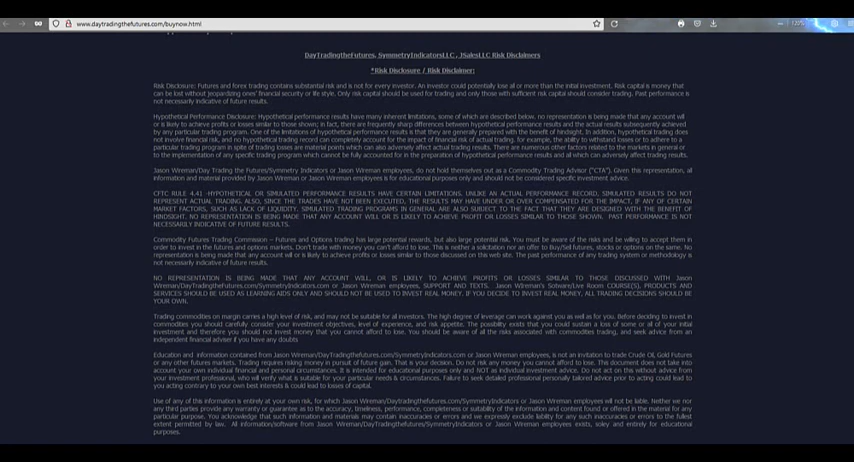 www.daytradingthefutures.com/buynow.html
120%
DayTradingtheFutures, SymmetryIndicatorsLLC, JSalesLLC Risk Disclaimers
*Risk Disclosure / Risk Disclaimer:
Risk Disclosure: Futures and forex trading contains substantial risk and is not for every investor. An investor could potentially lose all or more than the initial investment. Risk capital is money that
can be lost without jeopardizing ones' financial security or life style. Only risk capital should be used for trading and only those with sufficient risk capital should consider trading. Past performance is
not necessarily indicative of future results.
Hypothetical Performance Disclosure: Hypothetical performance results have many inherent limitations, some of which are described below. no representation is being made that any account will
or is likely to achieve profits or losses similar to those shown; in fact, there are frequently sharp differences between hypothetical performance results and the actual results subsequently achieved
by any particular trading program. One of the limitations of hypothetical performance results is that they are generally prepared with the benefit of hindsight. In addition, hypothetical trading does
not involve financial risk, and no hypothetical trading record can completely account for the impact of financial risk of actual trading. for example, the ability to withstand losses or to adhere to a
particular trading program in spite of trading losses are material points which can also adversely affect actual trading results. There are numerous other factors related to the markets in general or
to the implementation of any specific trading program which cannot be fully accounted for in the preparation of hypothetical performance results and all which can adversely affect trading results.
Jason Wireman/Day Trading the Futures/Symmetry Indicators or Jason Wireman employees, do not hold themselves out as a Commodity Trading Advisor ("CTA"). Given this representation, all
information and material provided by Jason Wireman or Jason Wireman employees is for educational purposes only and should not be considered specific investment advice.
CFTC RULE 4.41 -HYPOTHETICAL OR SIMULATED PERFORMANCE RESULTS HAVE CERTAIN LIMITATIONS. UNLIKE AN ACTUAL PERFORMANCE RECORD, SIMULATED RESULTS DO NOT
REPRESENT ACTUAL TRADING. ALSO, SINCE THE TRADES HAVE NOT BEEN EXECUTED, THE RESULTS MAY HAVE UNDER OR OVER COMPENSATED FOR THE IMPACT, IF ANY OF CERTAIN
MARKET FACTORS, SUCH AS LACK OF LIQUIDITY. SIMULATED TRADING PROGRAMS IN GENERAL ARE ALSO SUBJECT TO THE FACT THAT THEY ARE DESIGNED WITH THE BENEFIT OF
HINDSIGHT, NO REPRESENTATION IS BEING MADE THAT ANY ACCOUNT WILL OR IS LIKELY TO ACHIEVE PROFIT OR LOSSES SIMILAR TO THOSE SHOWN. PAST PERFORMANCE IS NOT
NECESSARILY INDICATIVE OF FUTURE RESULTS.
Commodity Futures Trading Commission – Futures and Options trading has large potential rewards, but also large potential risk. You must be aware of the risks and be willing to accept them in
order to invest in the futures and options markets. Don't trade with money you can't afford to lose. This is neither a solicitation nor an offer to Buy/Sell futures, stocks or options on the same. No
representation is being made that any account will or is likely to achieve profits or losses similar to those discussed on this web site. The past performance of any trading system or methodology is
not necessarily indicative of future results.
NO REPRESENTATION IS BEING MADE THAT ANY ACCOUNT WILL, OR IS LIKELY TO ACHIEVE PROFITS OR LOSSES SIMILAR TO THOSE DISCUSSED WITH Jason
Wireman/DayTradingthefutures.com/SymmetryIndicators.com or Jason Wireman employees, SUPPORT AND TEXTS. Jason Wireman's Sotware/Live Room COURSE(S), PRODUCTS AND
SERVICES SHOULD BE USED AS LEARNING AIDS ONLY AND SHOULD NOT BE USED TO INVEST REAL MONEY. IF YOU DECIDE TO INVEST REAL MONEY, ALL TRADING DECISIONS SHOULD BE
YOUR OWN.
Trading commodities on margin carries a high level of risk, and may not be suitable for all investors. The high degree of leverage can work against you as well as for you. Before deciding to invest in
commodities you should carefully consider your investment objectives, level of experience, and risk appetite. The possibility exists that you could sustain a loss of some or all of your initial
investment and therefore you should not invest money that you cannot afford to lose. You should be aware of all the risks associated with commodities trading, and seek advice from an
independent financial adviser if you have any doubts
Education and information contained from Jason Wireman/DayTradingthefutures.com/SymmetryIndicators.com or Jason Wireman employees, is not an invitation to trade Crude Oil, Gold Futures
or any other futures markets. Trading requires risking money in pursuit of future gain. That is your decision. Do not risk any money you cannot afford to lose. This document does not take into
account your own individual financial and personal circumstances. It is intended for educational purposes only and NOT as individual investment advice. Do not act on this without advice from
your investment professional, who will verify what is suitable for your particular needs & circumstances. Failure to seek detailed professional personally tailored advice prior to acting could lead to
you acting contrary to your own best interests & could lead to losses of capital.
Use of any of this information is entirely at your own risk, for which Jason Wireman/Daytradingthefutures.com/SymmetryIndicators or Jason Wireman employees will not be liable. Neither we nor
any third parties provide any warranty or guarantee as to the accuracy, timeliness, performance, completeness or suitability of the information and content found or offered in the material for any
particular purpose. You acknowledge that such information and materials may contain inaccuracies or errors and we expressly exclude liability for any such inaccuracies or errors to the fullest
extent permitted by law. All information/software from Jason Wireman/DayTradingthefutures.com/SymmetryIndicators or Jason Wireman employees exists, soley and entirely for educational
purposes.